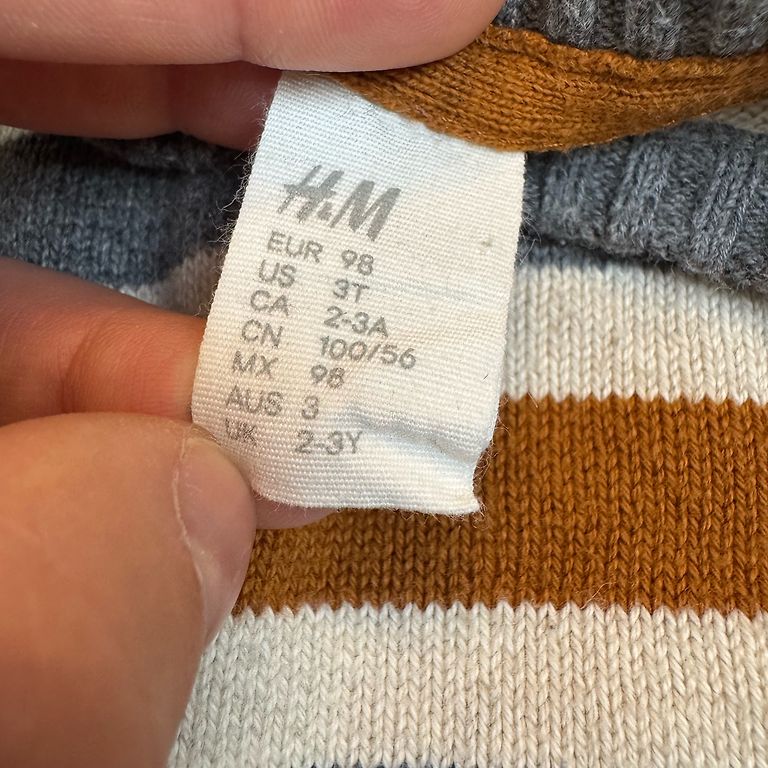 H&M
EUR 98
US 3T
CA 2-3A
CN 100/56
MX 98
AUS 3
UK 2-3Y